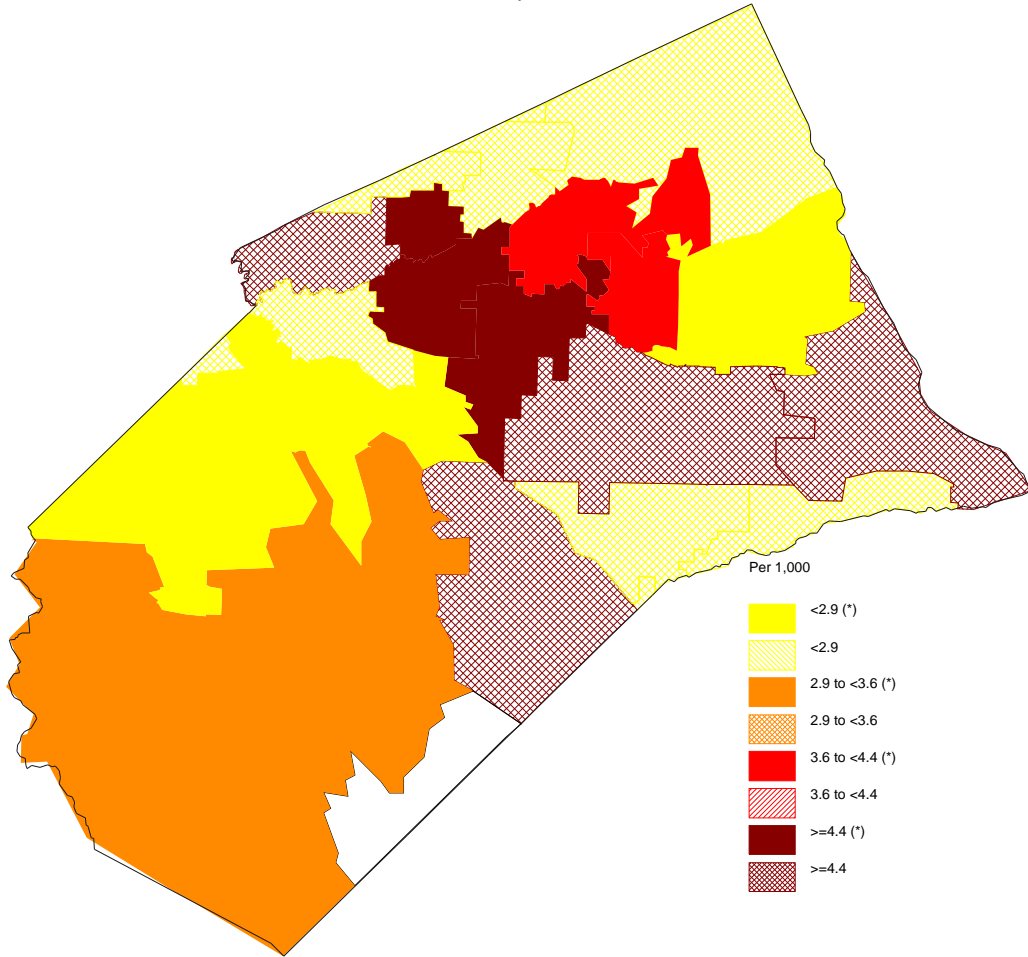 Per 1,000
<2.9 (*)
<2.9
2.9 to <3.6 (*)
2.9 to <3.6
3.6 to <4.4 (*)
3.6 to <4.4
>=4.4 (*)
>=4.4